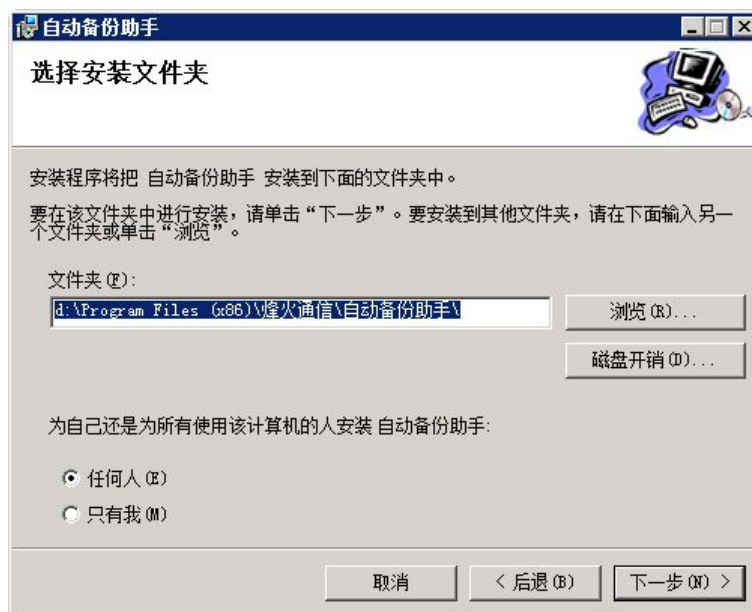 自动备份助手
选择安装文件夹
安装程序将把 自动备份助手 安装到下面的文件夹中。
要在该文件夹中进行安装，请单击“下一步”。要安装到其他文件夹，请在下面输入另一
个文件夹或单击“浏览”。
文件夹(F):
d:\Program Files (x86)\烽火通信\自动备份助手\
浏览(R)...
磁盘开销(D)...
为自己还是为所有使用该计算机的人安装 自动备份助手:
任何人(E)
只有我(M)
取消
< 后退(B)
下一步(N) >